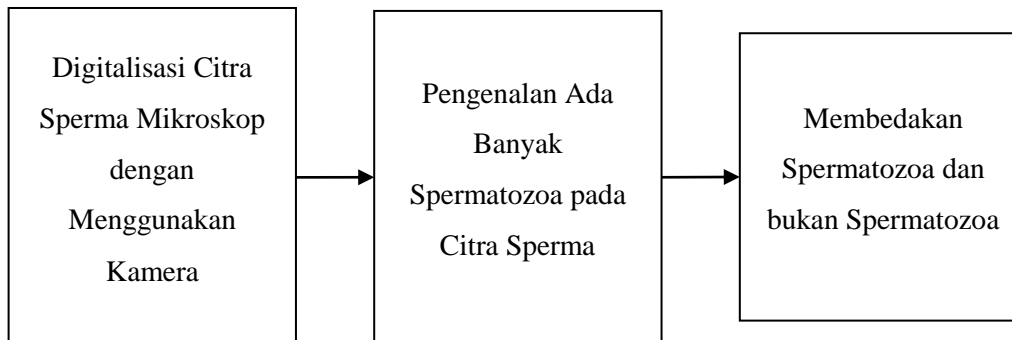 Digitalisasi Citra
Sperma Mikroskop
dengan
Menggunakan
Kamera
Pengenalan Ada
Banyak
Spermatozoa pada
Citra Sperma
Membedakan
Spermatozoa dan
bukan Spermatozoa